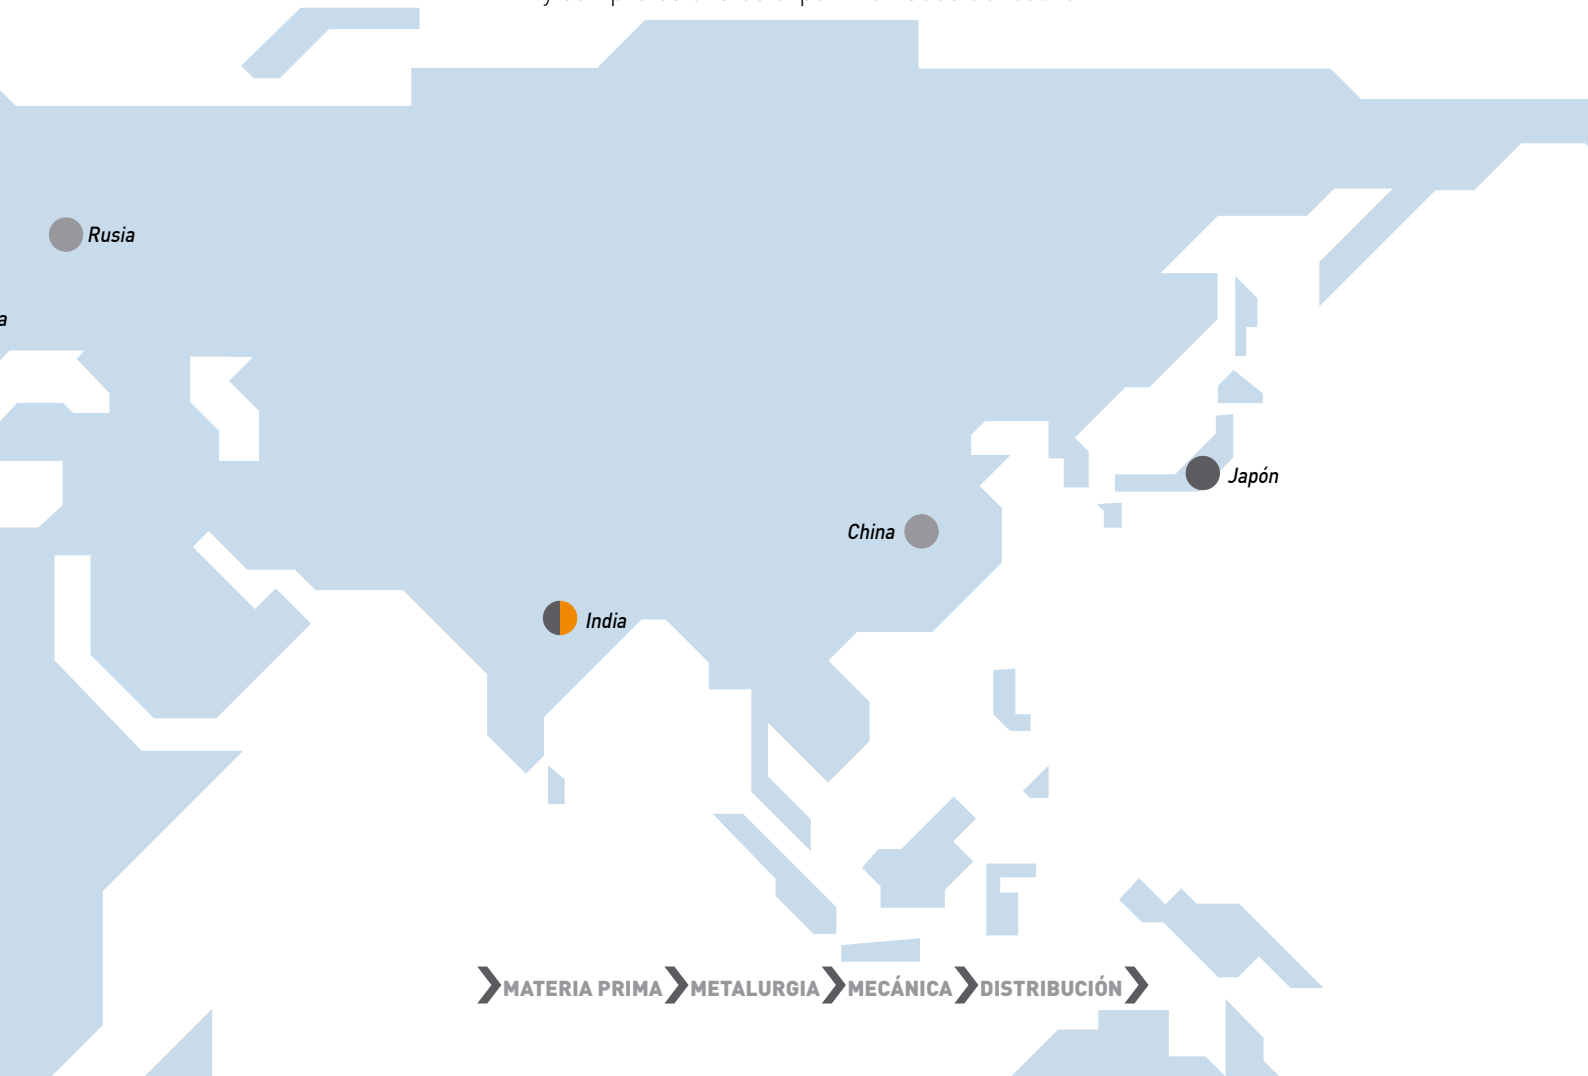 Rusia
a
Japón
China
India
MATERIA PRIMA METALURGIA MECÁNICA DISTRIBUCIÓN